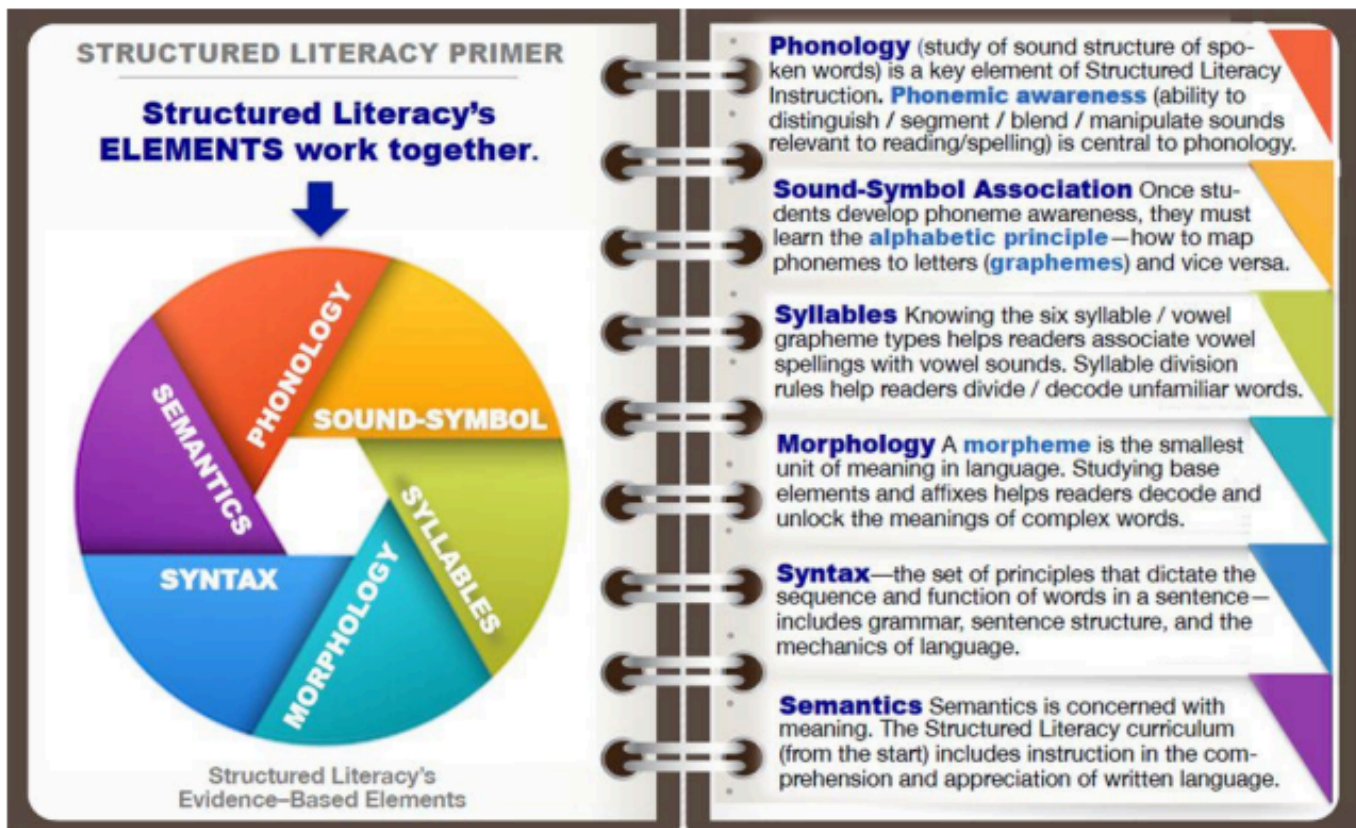 STRUCTURED LITERACY PRIMER
Structured Literacy's
ELEMENTS work together.
PHONOLOGY
SOUND-SYMBOL
SYLLABLES
MORPHOLOGY
SYNTAX
SEMANTICS
Structured Literacy's
Evidence–Based Elements
Phonology (study of sound structure of spo-
ken words) is a key element of Structured Literacy
Instruction. Phonemic awareness (ability to
distinguish / segment / blend / manipulate sounds
relevant to reading/spelling) is central to phonology.
Sound-Symbol Association Once stu-
dents develop phoneme awareness, they must
learn the alphabetic principle—how to map
phonemes to letters (graphemes) and vice versa.
Syllables Knowing the six syllable / vowel
grapheme types helps readers associate vowel
spellings with vowel sounds. Syllable division
rules help readers divide / decode unfamiliar words.
Morphology A morpheme is the smallest
unit of meaning in language. Studying base
elements and affixes helps readers decode and
unlock the meanings of complex words.
Syntax—the set of principles that dictate the
sequence and function of words in a sentence—
includes grammar, sentence structure, and the
mechanics of language.
Semantics Semantics is concerned with
meaning. The Structured Literacy curriculum
(from the start) includes instruction in the com-
prehension and appreciation of written language.